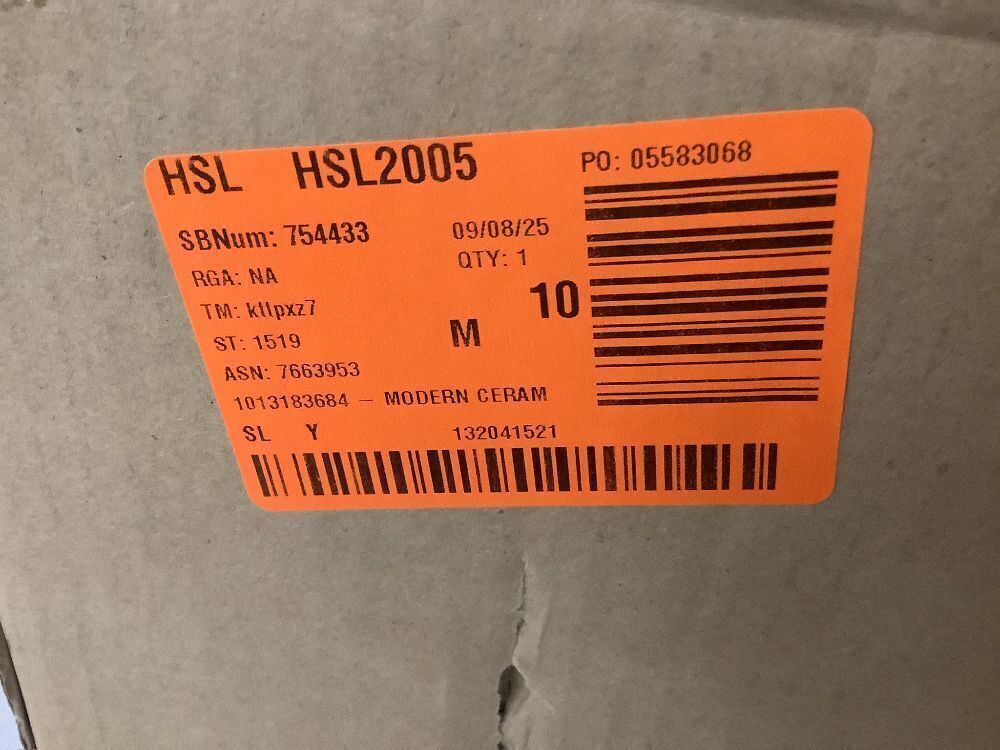 HSL HSL2005 PO: 05583068
SBNum: 754433 09/08/25
RGA: NA QTY: 1
TM: ktlpxz7 10
ST: 1519 M
ASN: 7663953
1013183684 – MODERN CERAM
SL Y 132041521